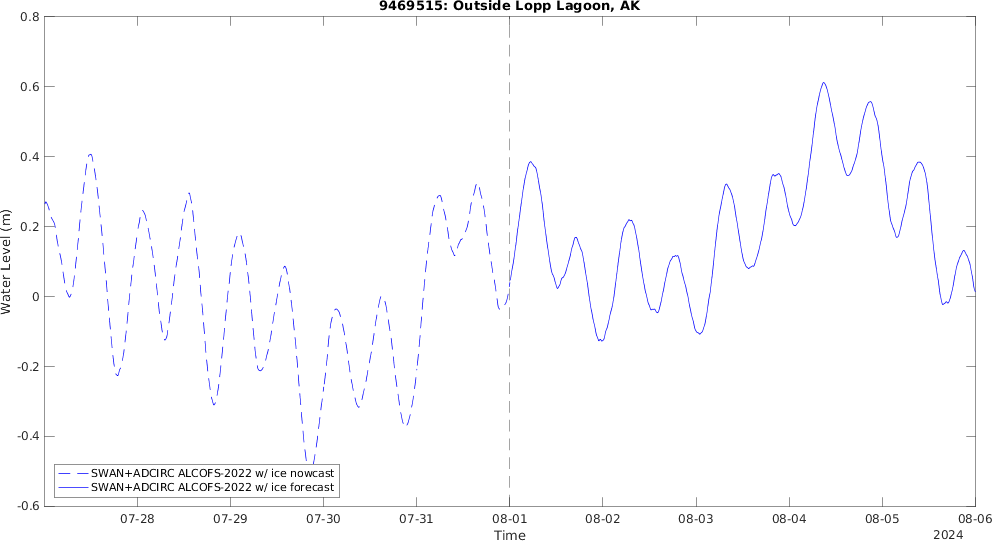 9469515: Outside Lopp Lagoon, AK
0.8
0.6
0.4
0.2
0
-0.2
-0.4
-0.6
Water Level (m)
SWAN+ADCIRC ALCOFS-2022 w/ ice nowcast
SWAN+ADCIRC ALCOFS-2022 w/ ice forecast
07-28 07-29 07-30 07-31 08-01 08-02 08-03 08-04 08-05 08-06
Time
2024